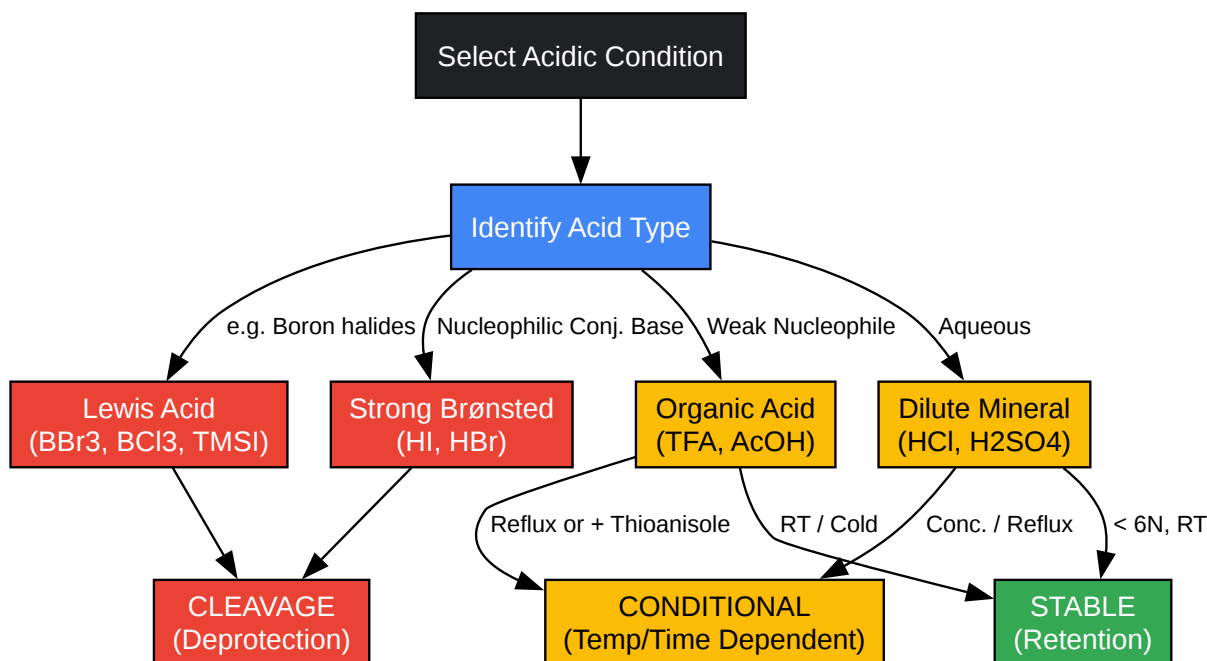 Select Acidic Condition
Identify Acid Type
e.g. Boron halides
Nucleophilic Conj. Base
Weak Nucleophile
Aqueous
Lewis Acid
(BBr3, BCl3, TMSI)
Strong Brønsted
(HI, HBr)
Organic Acid
(TFA, AcOH)
Dilute Mineral
(HCl, H2SO4)
Reflux or + Thioanisole
RT / Cold
Conc. / Reflux
< 6N, RT
CLEAVAGE
(Deprotection)
CONDITIONAL
(Temp/Time Dependent)
STABLE
(Retention)